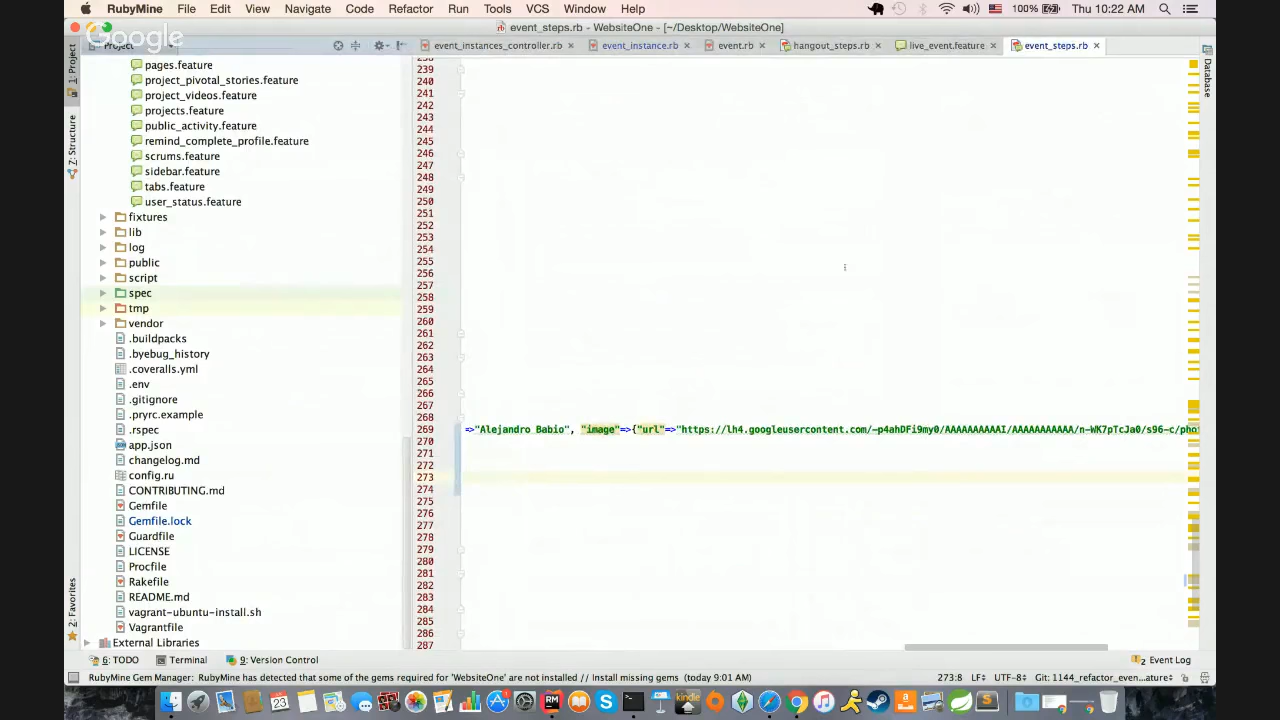 RubyMine File Edit View Navigate Code Refactor Run Tools VCS Window Help 100% Thu 10:22 AM
event_steps.rb - WebsiteOne - [~/Desktop/WebsiteOne]
Google
Project
event_instances_controller.rb event_instance.rb event.rb hangout_steps.rb live_event.feature event_steps.rb
1: Project
7: Structure
2: Favorites
Database
pages.feature
project_pivotal_stories.feature
project_videos.feature
projects.feature
public_activity.feature
remind_complete_profile.feature
scrums.feature
sidebar.feature
tabs.feature
user_status.feature
fixtures
lib
log
public
script
spec
tmp
vendor
.buildpacks
.byebug_history
.coveralls.yml
.env
.gitignore
.pryrc.example
.rspec
app.json
changelog.md
config.ru
CONTRIBUTING.md
Gemfile
Gemfile.lock
Guardfile
LICENSE
Procfile
Rakefile
README.md
vagrant-ubuntu-install.sh
Vagrantfile
External Libraries
239
240
241
242
243
244
245
246
247
248
249
250
251
252
253
254
255
256
257
258
259
260
261
262
263
264
265
266
267
268
269 =>"Alejandro Babio", "image"=>{"url"=>"https://lh4.googleusercontent.com/-p4ahDFi9my0/AAAAAAAAAAI/AAAAAAAAAAA/n-WK7pTcJa0/s96-c/pho
270
271
272
273
274
275
276
277
278
279
280
281
282
283
284
285
286
287
6: TODO Terminal 9: Version Control 2 Event Log
RubyMine Gem Manager: RubyMine has detected that some of the gems required for 'WebsiteOne' are not installed // Install missing gems (today 9:01 AM) 273:8 LF UTF-8 Git: 1144_refactor_even...ature